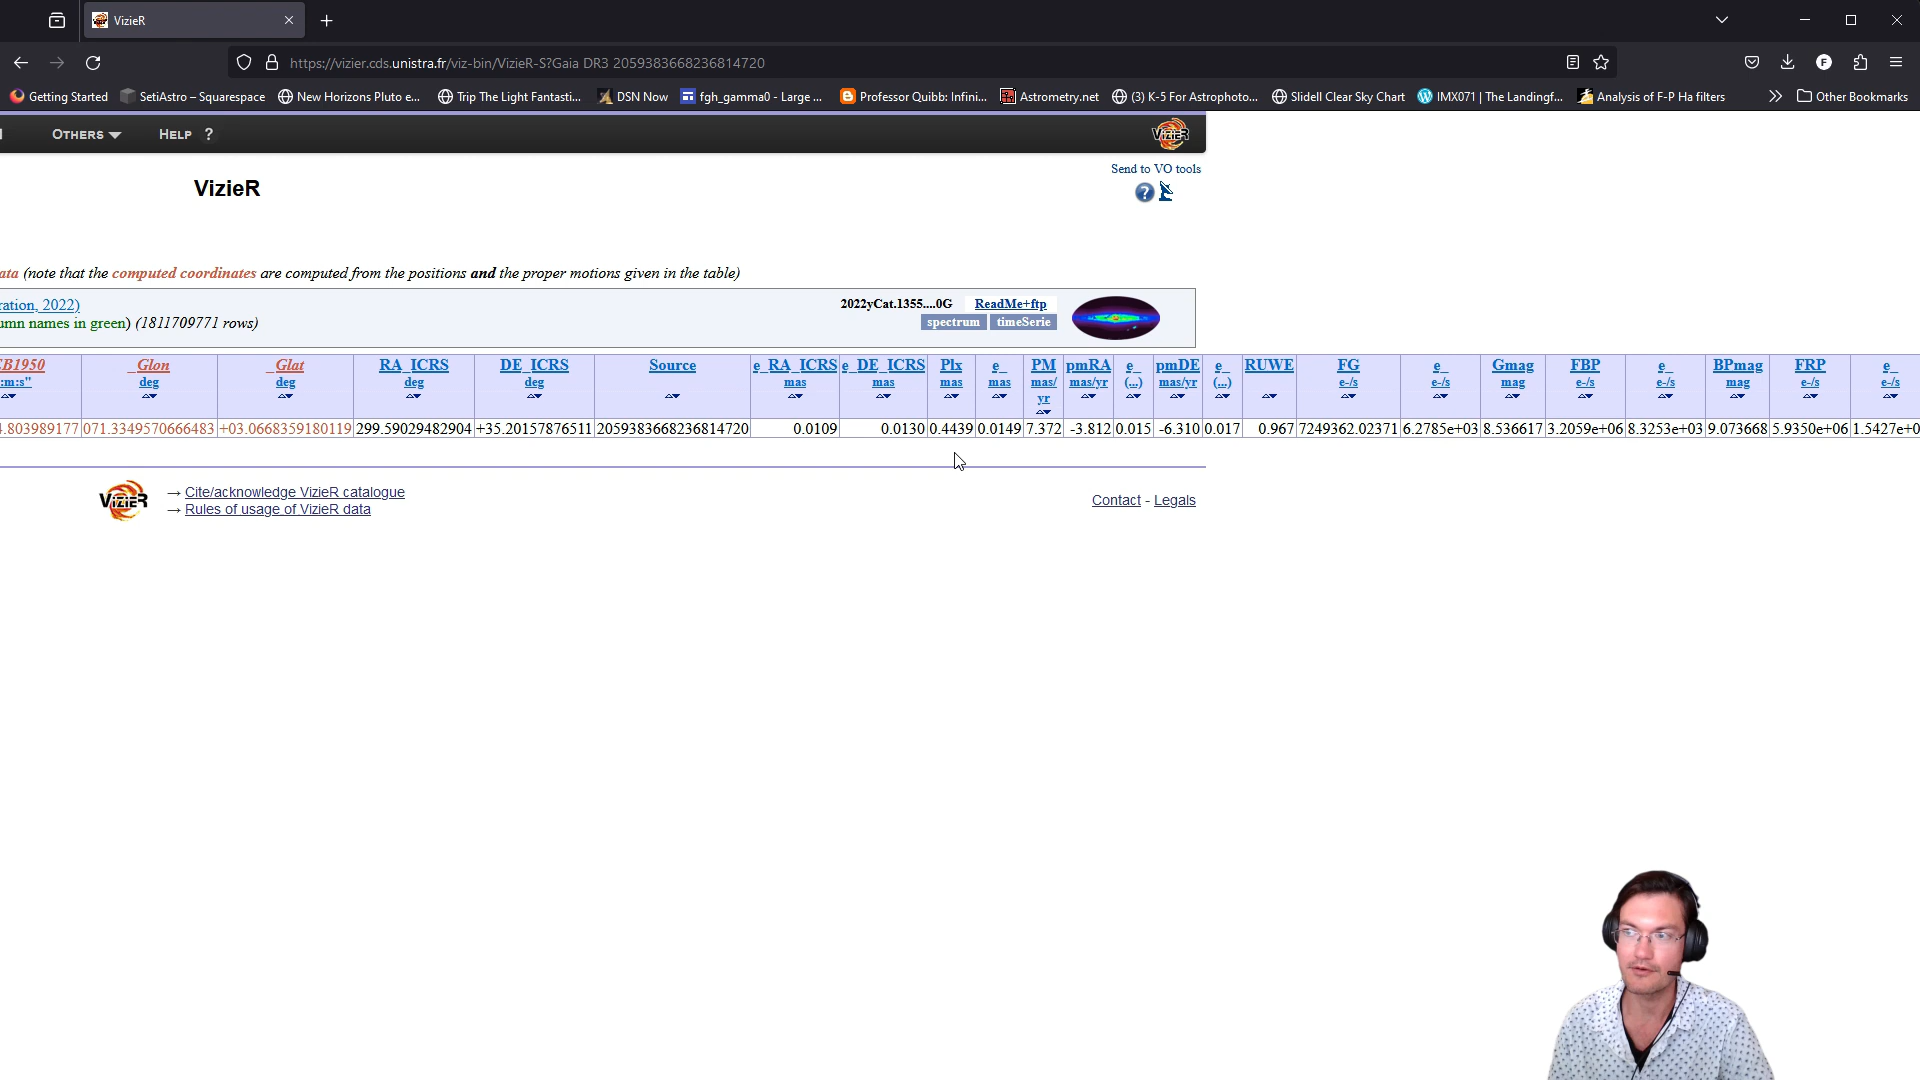 VizieR
https://vizier.cds.unistra.fr/viz-bin/VizieR-S?Gaia DR3 2059383668236814720
Getting Started SetiAstro – Squarespace New Horizons Pluto e... Trip The Light Fantasti... DSN Now fgh_gamma0 - Large ... Professor Quibb: Infini... Astrometry.net (3) K-5 For Astrophoto... Slidell Clear Sky Chart IMX071 | The Landingf... Analysis of F-P Ha filters Other Bookmarks
OTHERS HELP ? VizieR
Send to VO tools
VizieR
ata (note that the computed coordinates are computed from the positions and the proper motions given in the table)
ration, 2022) 2022yCat.1355....0G ReadMe+ftp
umn names in green) (1811709771 rows) spectrum timeSerie
EB1950 _Glon _Glat RA_ICRS DE_ICRS Source e_RA_ICRS e_DE_ICRS Plx e_ PM pmRA e_ pmDE e_ RUWE FG e_ Gmag FBP e_ BPmag FRP e_
:m:s" deg deg deg deg mas mas mas mas mas/ mas/yr (...) mas/yr (...) e-/s e-/s mag e-/s e-/s mag e-/s e-/s
yr
4.803989177 071.3349570666483 +03.0668359180119 299.59029482904 +35.20157876511 2059383668236814720 0.0109 0.0130 0.4439 0.0149 7.372 -3.812 0.015 -6.310 0.017 0.967 7249362.02371 6.2785e+03 8.536617 3.2059e+06 8.3253e+03 9.073668 5.9350e+06 1.5427e+0
VizieR → Cite/acknowledge VizieR catalogue
→ Rules of usage of VizieR data
Contact - Legals